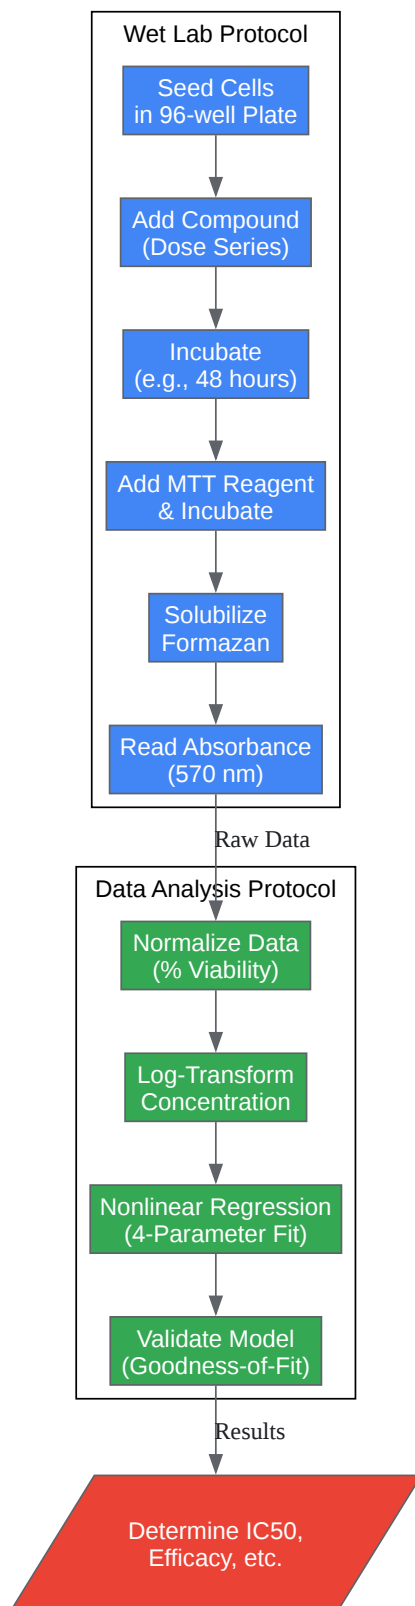 Wet Lab Protocol
Seed Cells
in 96-well Plate
Add Compound
(Dose Series)
Incubate
(e.g., 48 hours)
Add MTT Reagent
& Incubate
Solubilize
Formazan
Read Absorbance
(570 nm)
Raw Data
Data Analysis Protocol
Normalize Data
(% Viability)
Log-Transform
Concentration
Nonlinear Regression
(4-Parameter Fit)
Validate Model
(Goodness-of-Fit)
Results
Determine IC50,
Efficacy, etc.